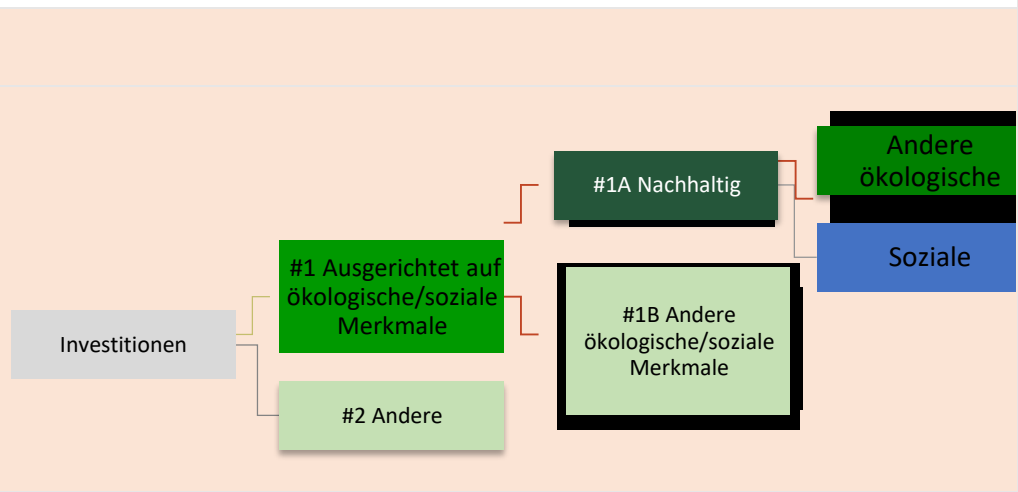 Andere
ökologische
#1A Nachhaltig
Soziale
#1 Ausgerichtet auf
ökologische/soziale
Merkmale
#1B Andere
ökologische/soziale
Merkmale
Investitionen
#2 Andere